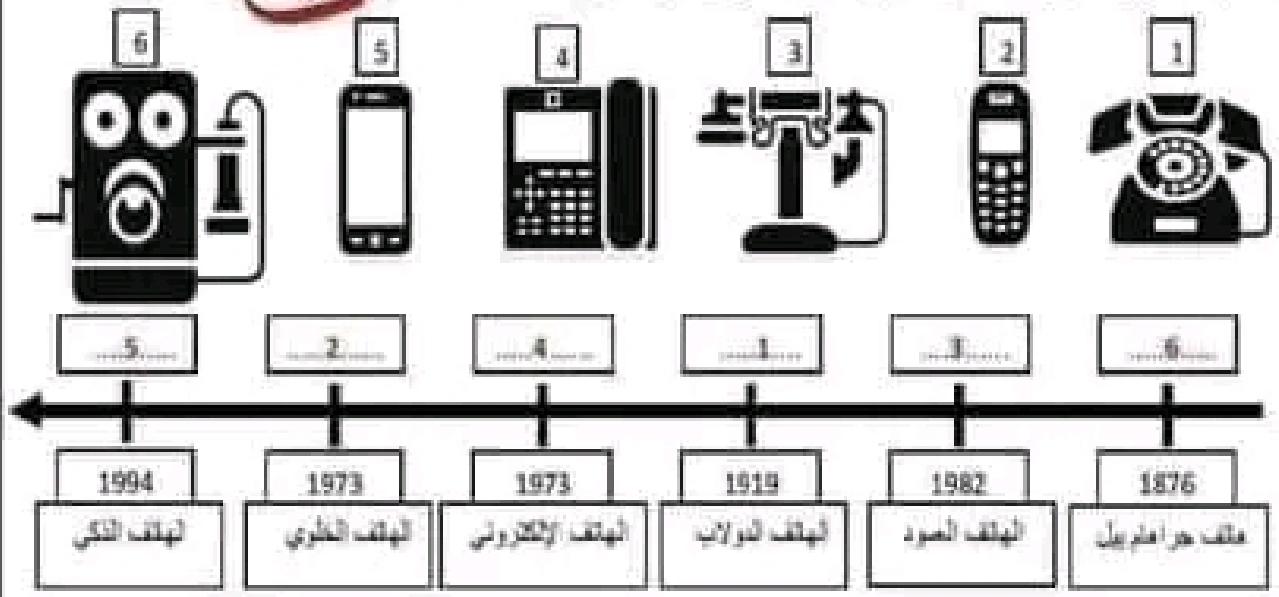 1 2 3 4 5 6
......6...... ......3...... ......1...... ......4...... ......2...... ......5......
1876 1982 1919 1973 1973 1994
هاتف جراهام بيل الهاتف العمود الهاتف الدولاب الهاتف الإلكتروني الهاتف الخلوي الهاتف الذكي